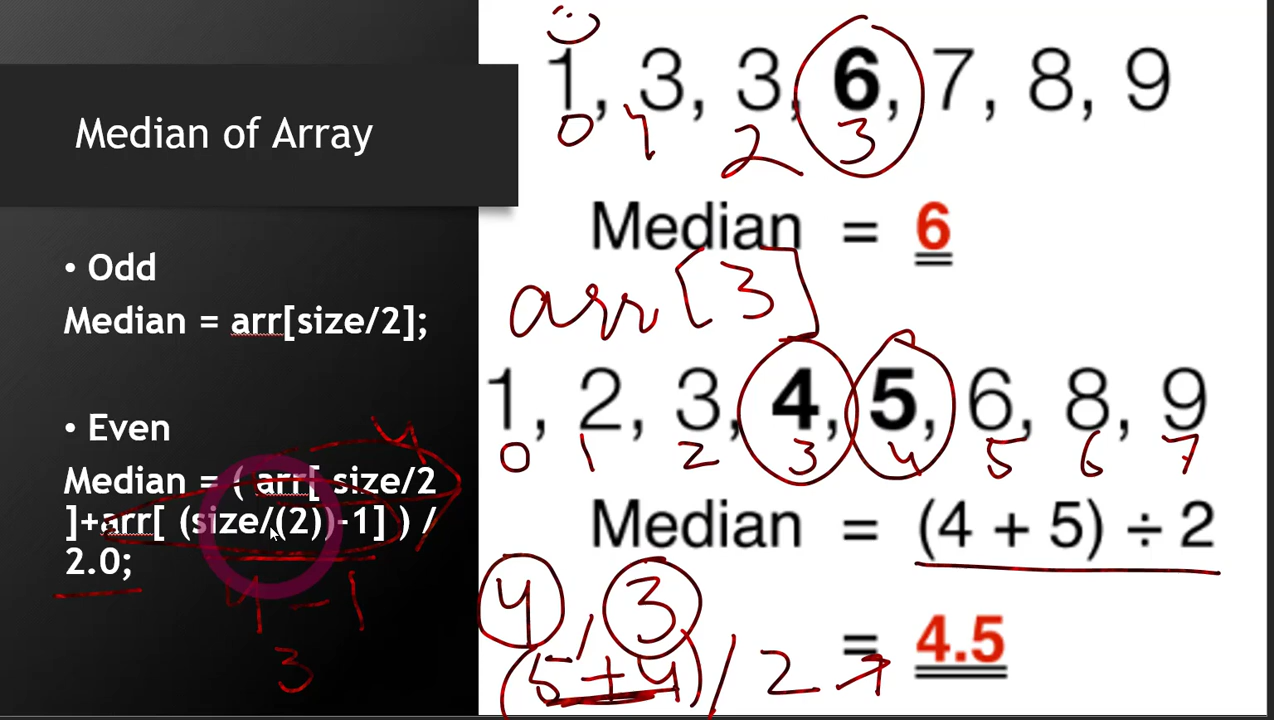 Median of Array
• Odd
Median = arr[size/2];
• Even
Median = ( arr[ size/2
]+arr[ (size/(2))-1] ) /
2.0;
4
4-1
3
1, 3, 3, 6, 7, 8, 9
0 1 2 3
Median = 6
arr[3]
1, 2, 3, 4, 5, 6, 8, 9
0 1 2 3 4 5 6 7
Median = (4 + 5) ÷ 2
4, 3
= 4.5
(5+4)/2 →